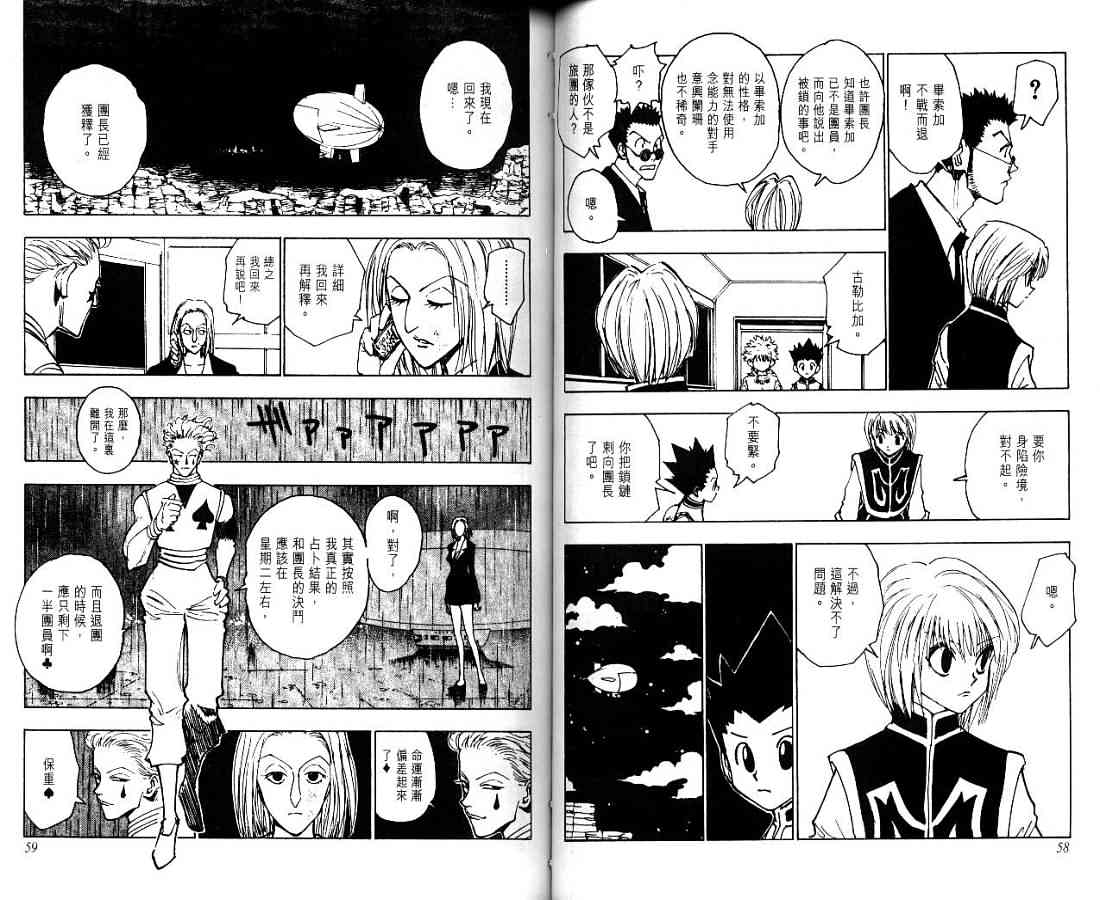 ?
畢索加
不戰而退
啊!
也許團長
知道畢索加
已不是團員,
而向他說出
被鎖的事吧。
以畢索加
的性格,
對無法使用
念能力的對手
意興闌珊
也不稀奇。
吓?
那傢伙不是
旅團的人?
嗯。
古勒比加。
要你
身陷險境,
對不起。
不要緊。
你把鎖鏈
刺向團長
了吧。
嗯。
不過,
這解決不了
問題。
58
我現在
回來了。
嗯…
團長已經
獲釋了。
………
詳細
我回來
再解釋。
總之
我回來
再說吧!
ザアアアアア
那麼,
我在這裏
離開了。
啊,
對了,
其實按照
我真正的
占卜結果,
和團長的決鬥
應該在
星期二左右,
而且退團
的時候,
應只剩下
一半團員啊♣
命運漸漸
偏差起來
了♦
保重♠
59